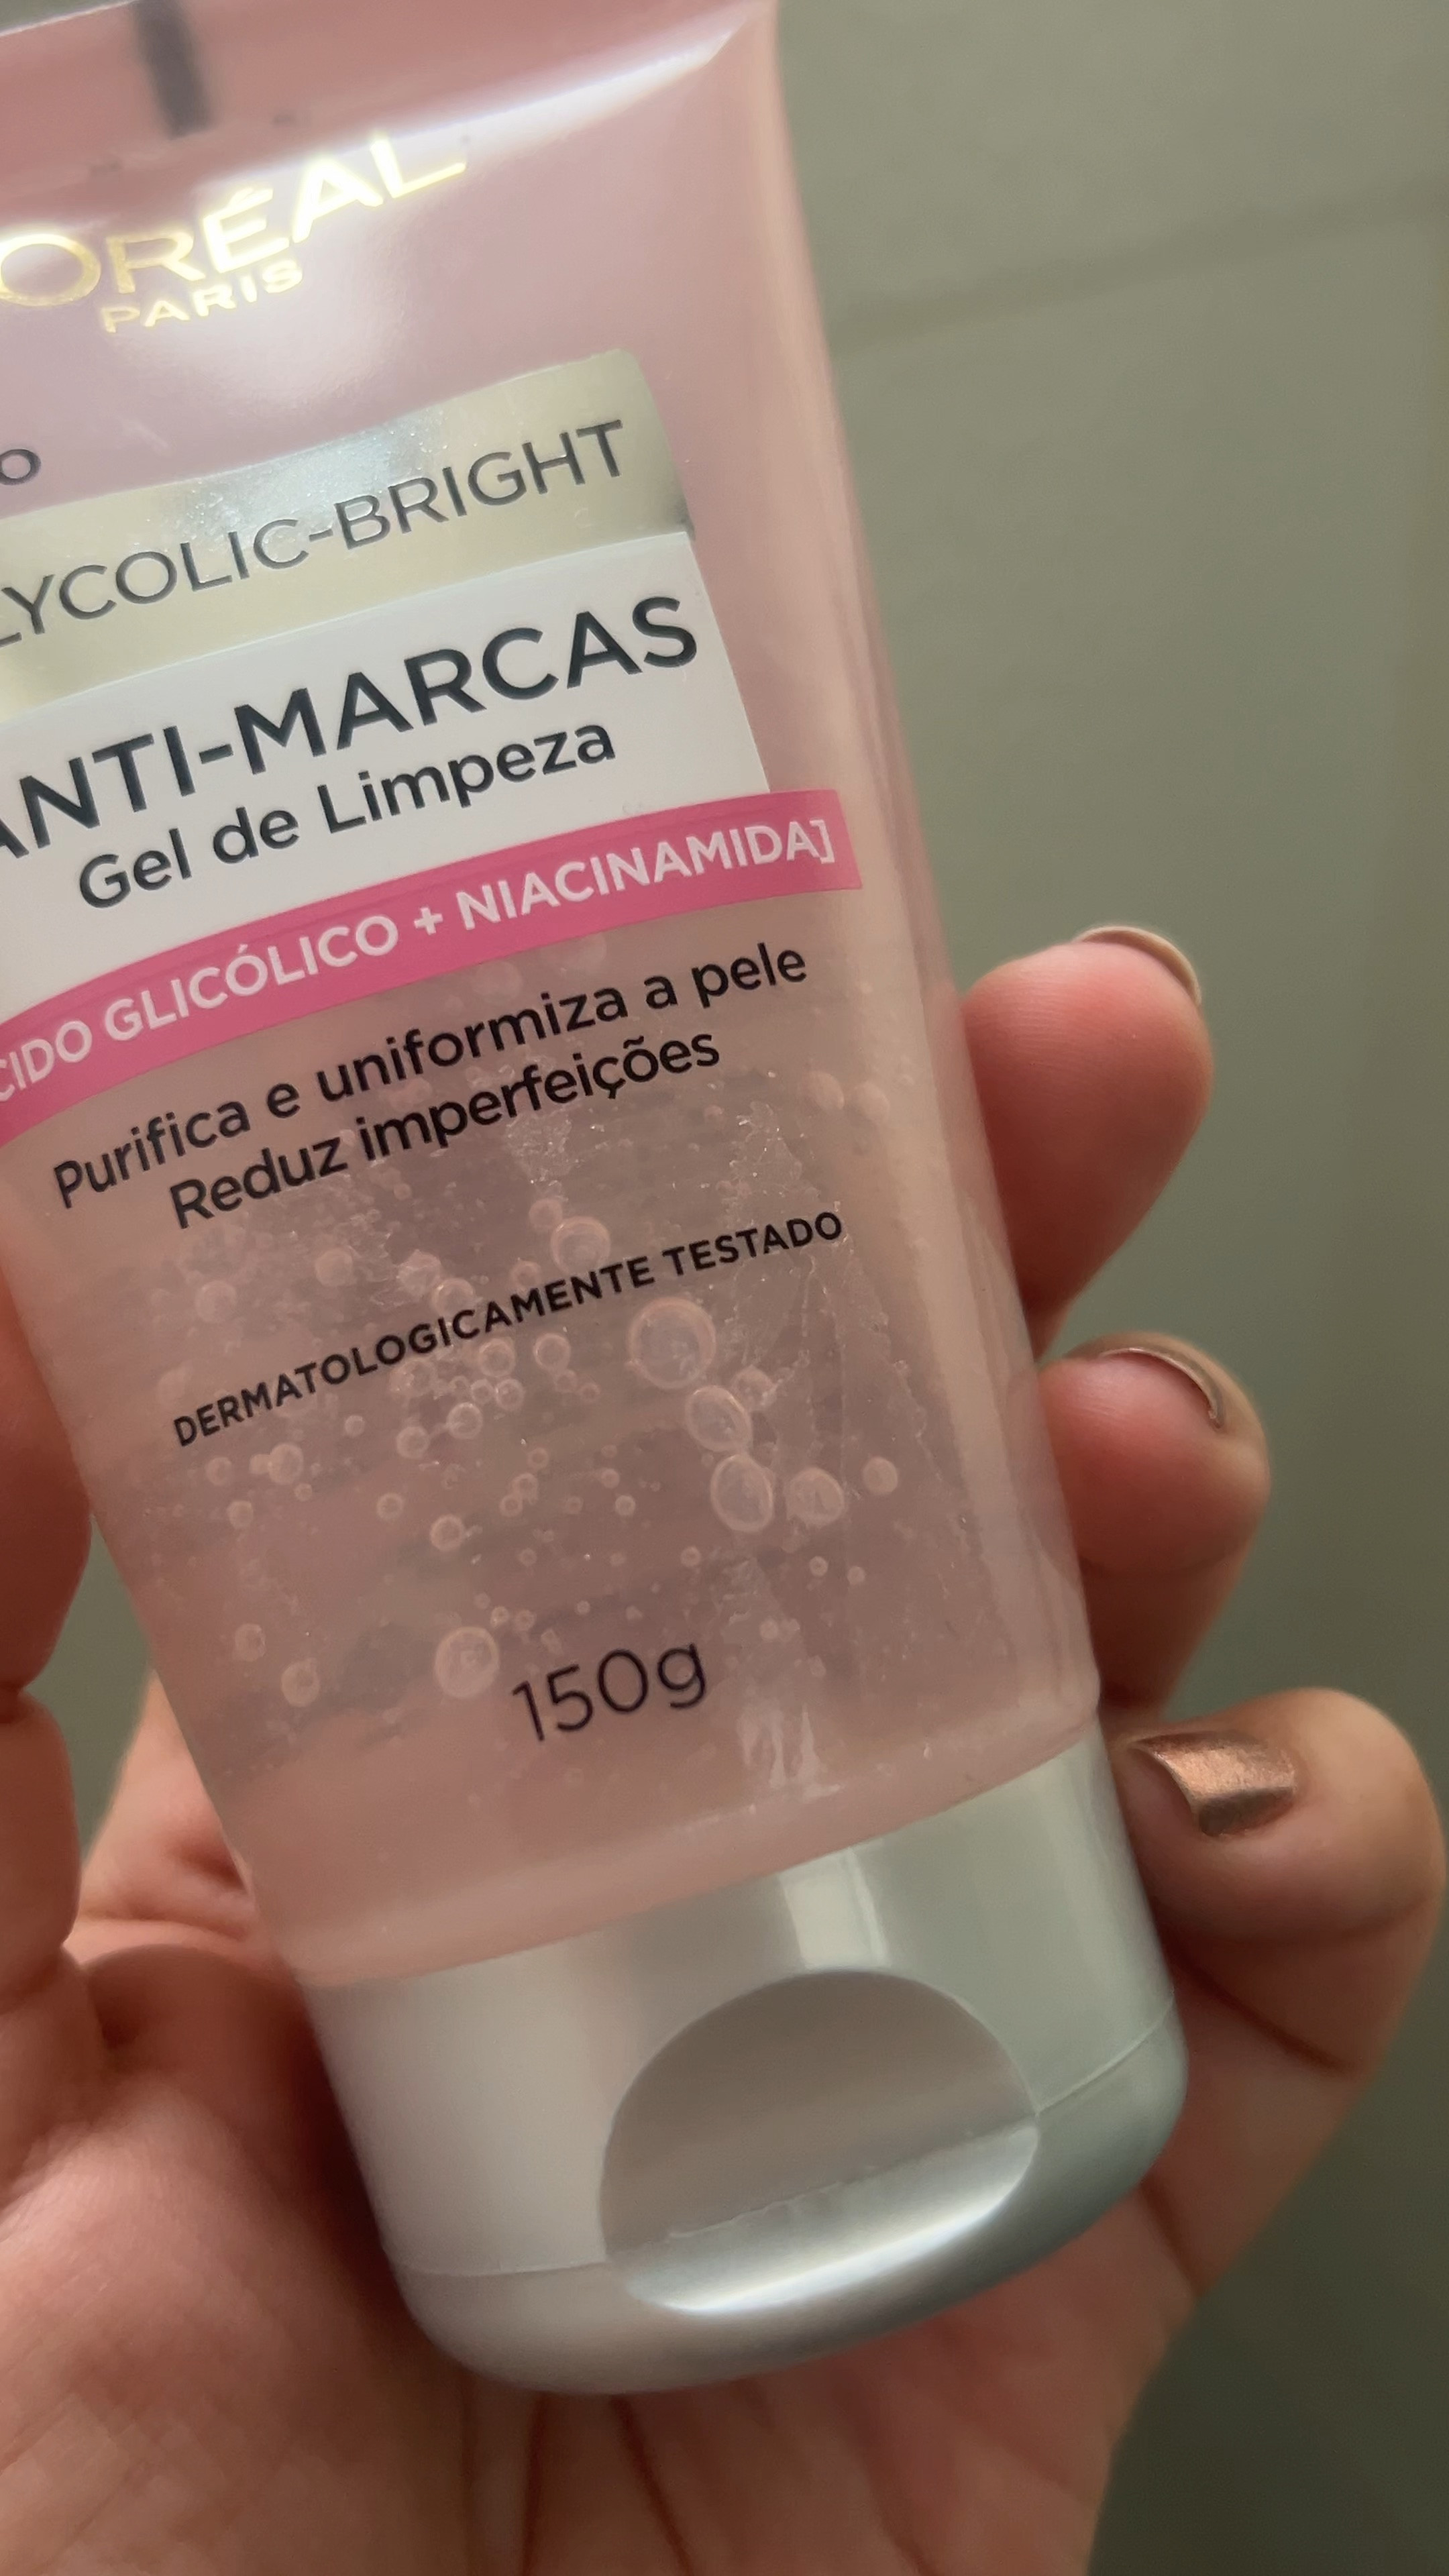 ORÉAL
PARIS
O
LYCOLIC-BRIGHT
ANTI-MARCAS
Gel de Limpeza
CIDO GLICÓLICO + NIACINAMIDA]
Purifica e uniformiza a pele
Reduz imperfeições
DERMATOLOGICAMENTE TESTADO
150g